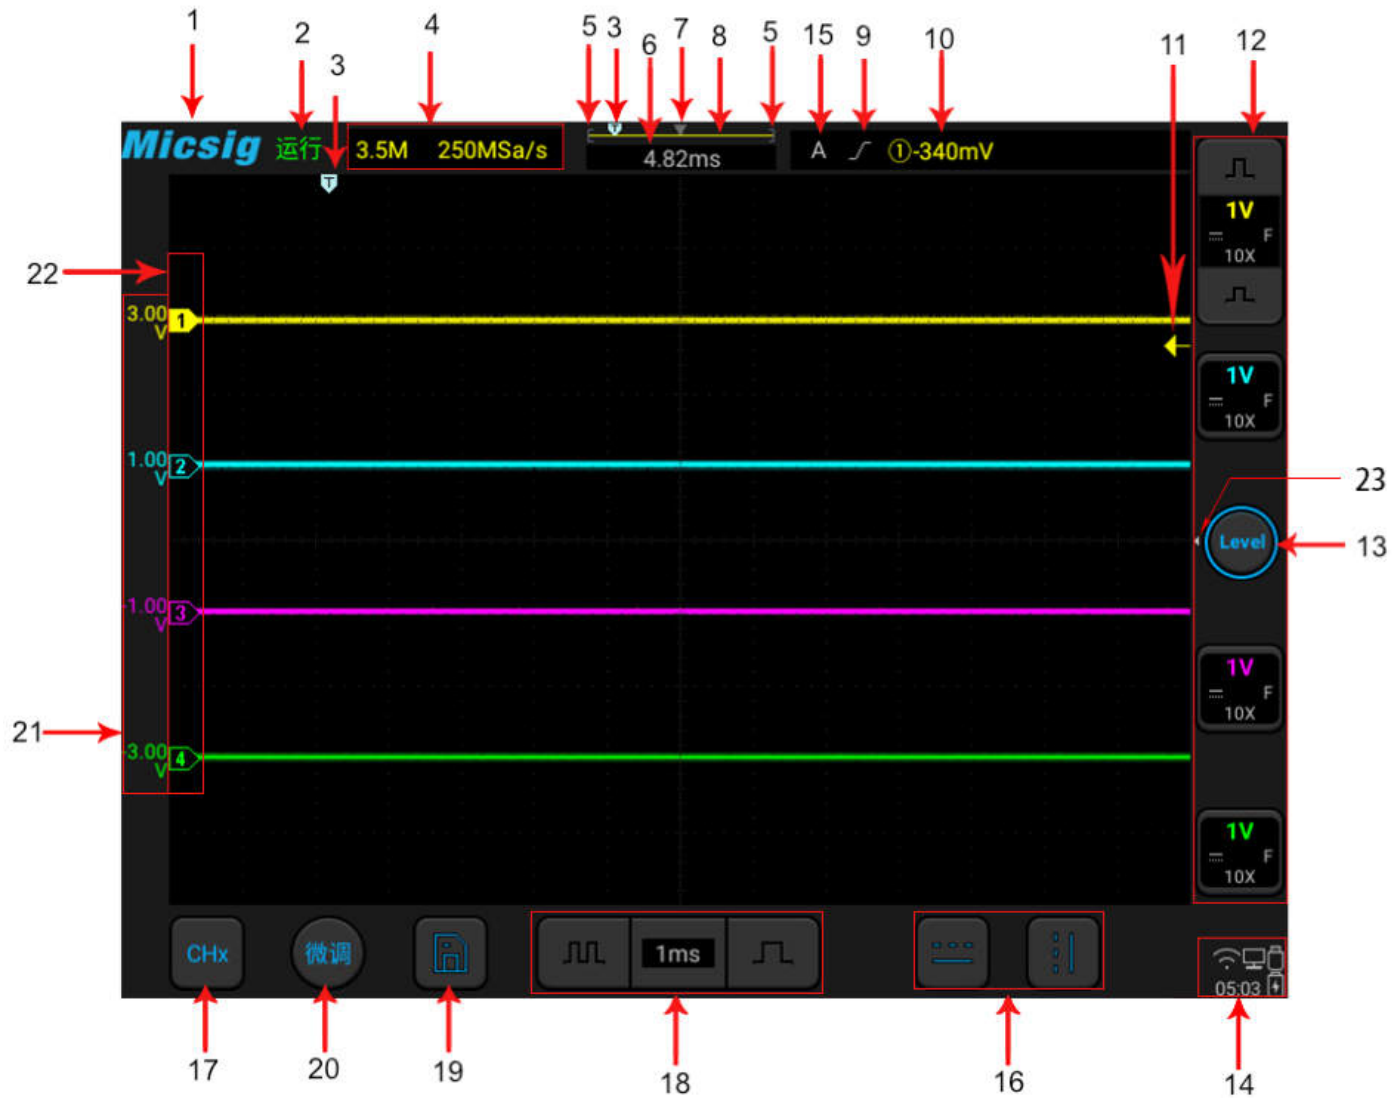 1 2 3 4 5 3 6 7 8 5 15 9 10 11 12
Micsig 运行 3.5M 250MSa/s T 4.82ms A ①-340mV
T
1V
F
10X
22
3.00
V
1
1V
F
10X
1.00
V
2
23
Level
13
-1.00
V
3
1V
F
10X
21
-3.00
V
4
1V
F
10X
CHx 微调 1ms
05:03
17 20 19 18 16 14